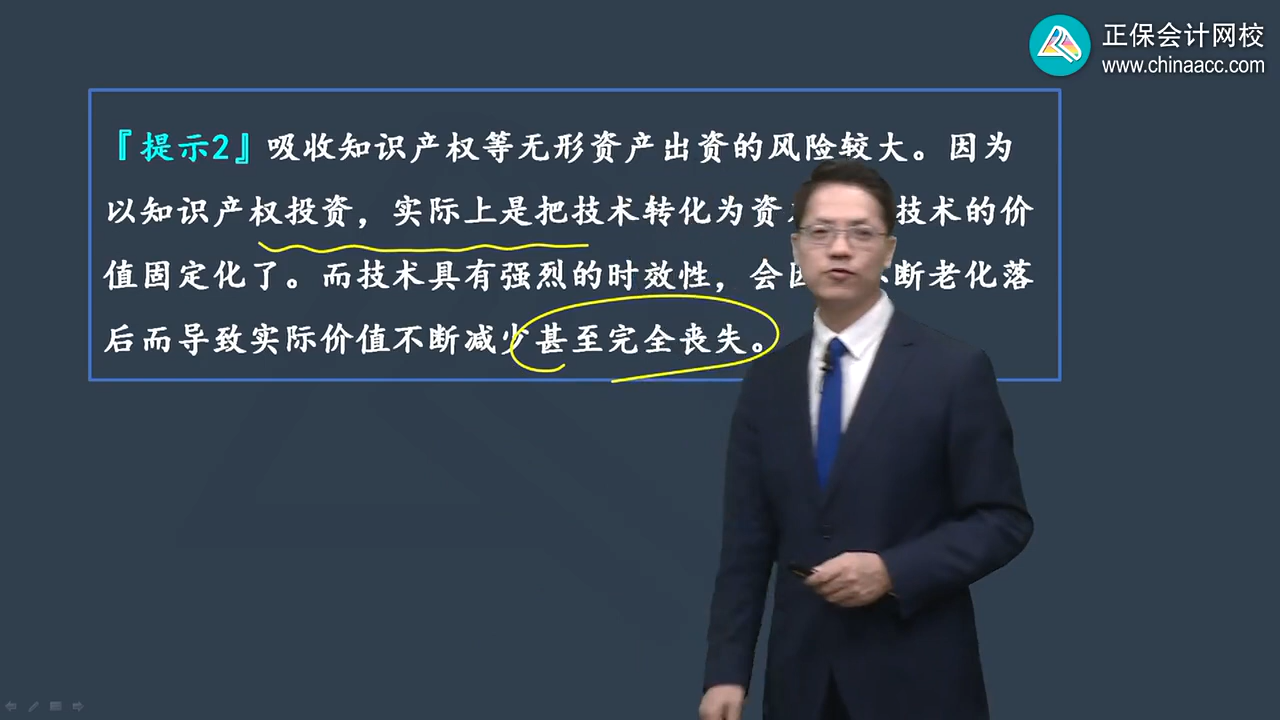 正保会计网校
www.chinaacc.com
『提示2』吸收知识产权等无形资产出资的风险较大。因为
以知识产权投资，实际上是把技术转化为资 技术的价
值固定化了。而技术具有强烈的时效性，会因 断老化落
后而导致实际价值不断减少甚至完全丧失。